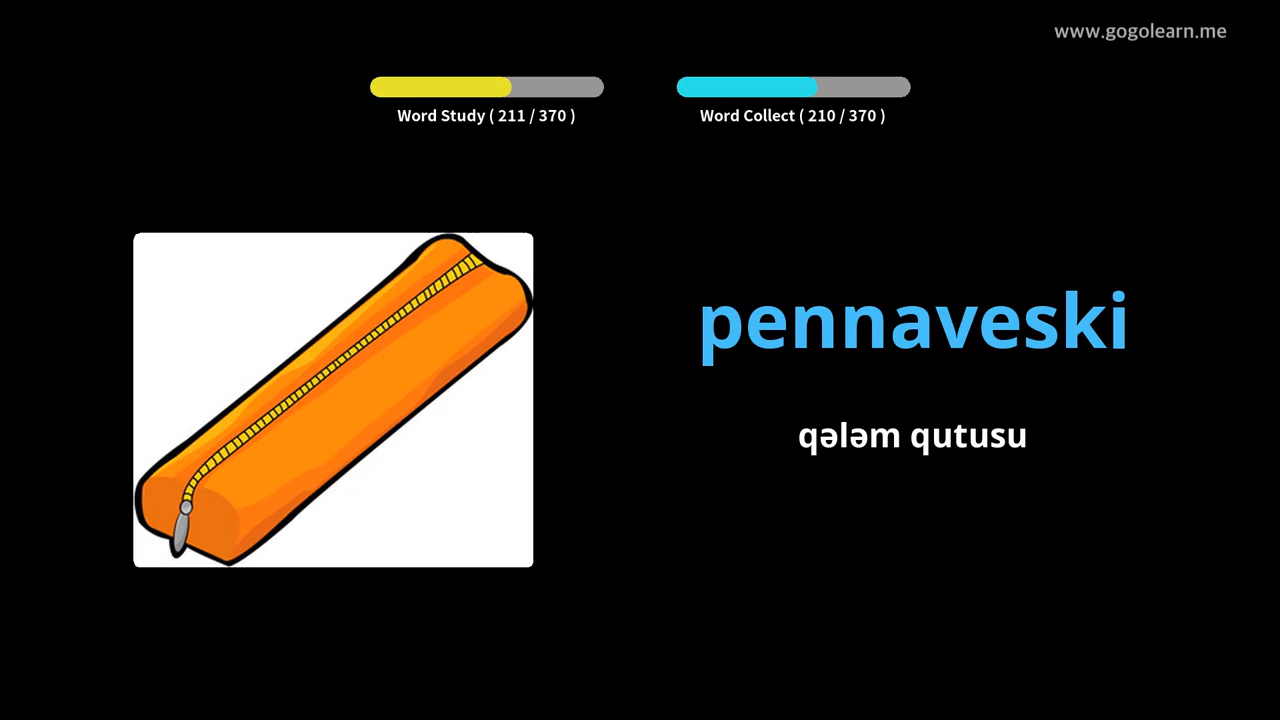 www.gogolearn.me
Word Study ( 211 / 370 )
Word Collect ( 210 / 370 )
pennaveski
qələm qutusu